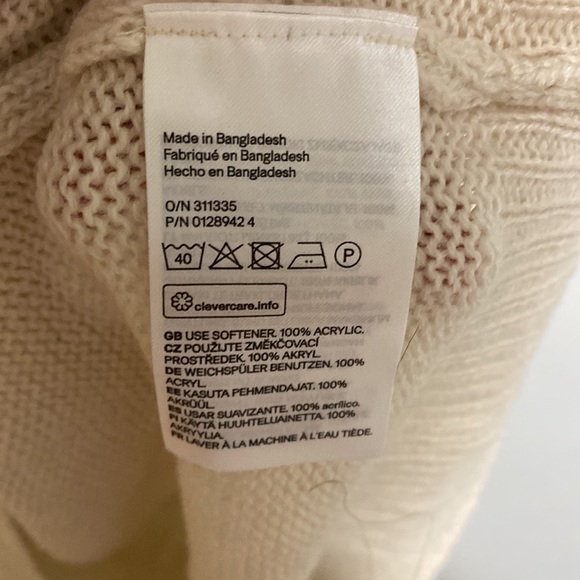 Made in Bangladesh
Fabriqué en Bangladesh
Hecho en Bangladesh
O/N 311335
P/N 0128942 4
40 P
clevercare.info
GB USE SOFTENER. 100% ACRYLIC.
CZ POUŽIJTE ZMĚKČOVACÍ
PROSTŘEDEK. 100% AKRYL.
DE WEICHSPÜLER BENUTZEN. 100%
ACRYL.
EE KASUTA PEHMENDAJAT. 100%
AKRÜÜL.
ES USAR SUAVIZANTE. 100% acrílico.
FI KÄYTÄ HUUHTELUAINETTA. 100%
AKRYYLIA.
FR LAVER À LA MACHINE À L'EAU TIÈDE.